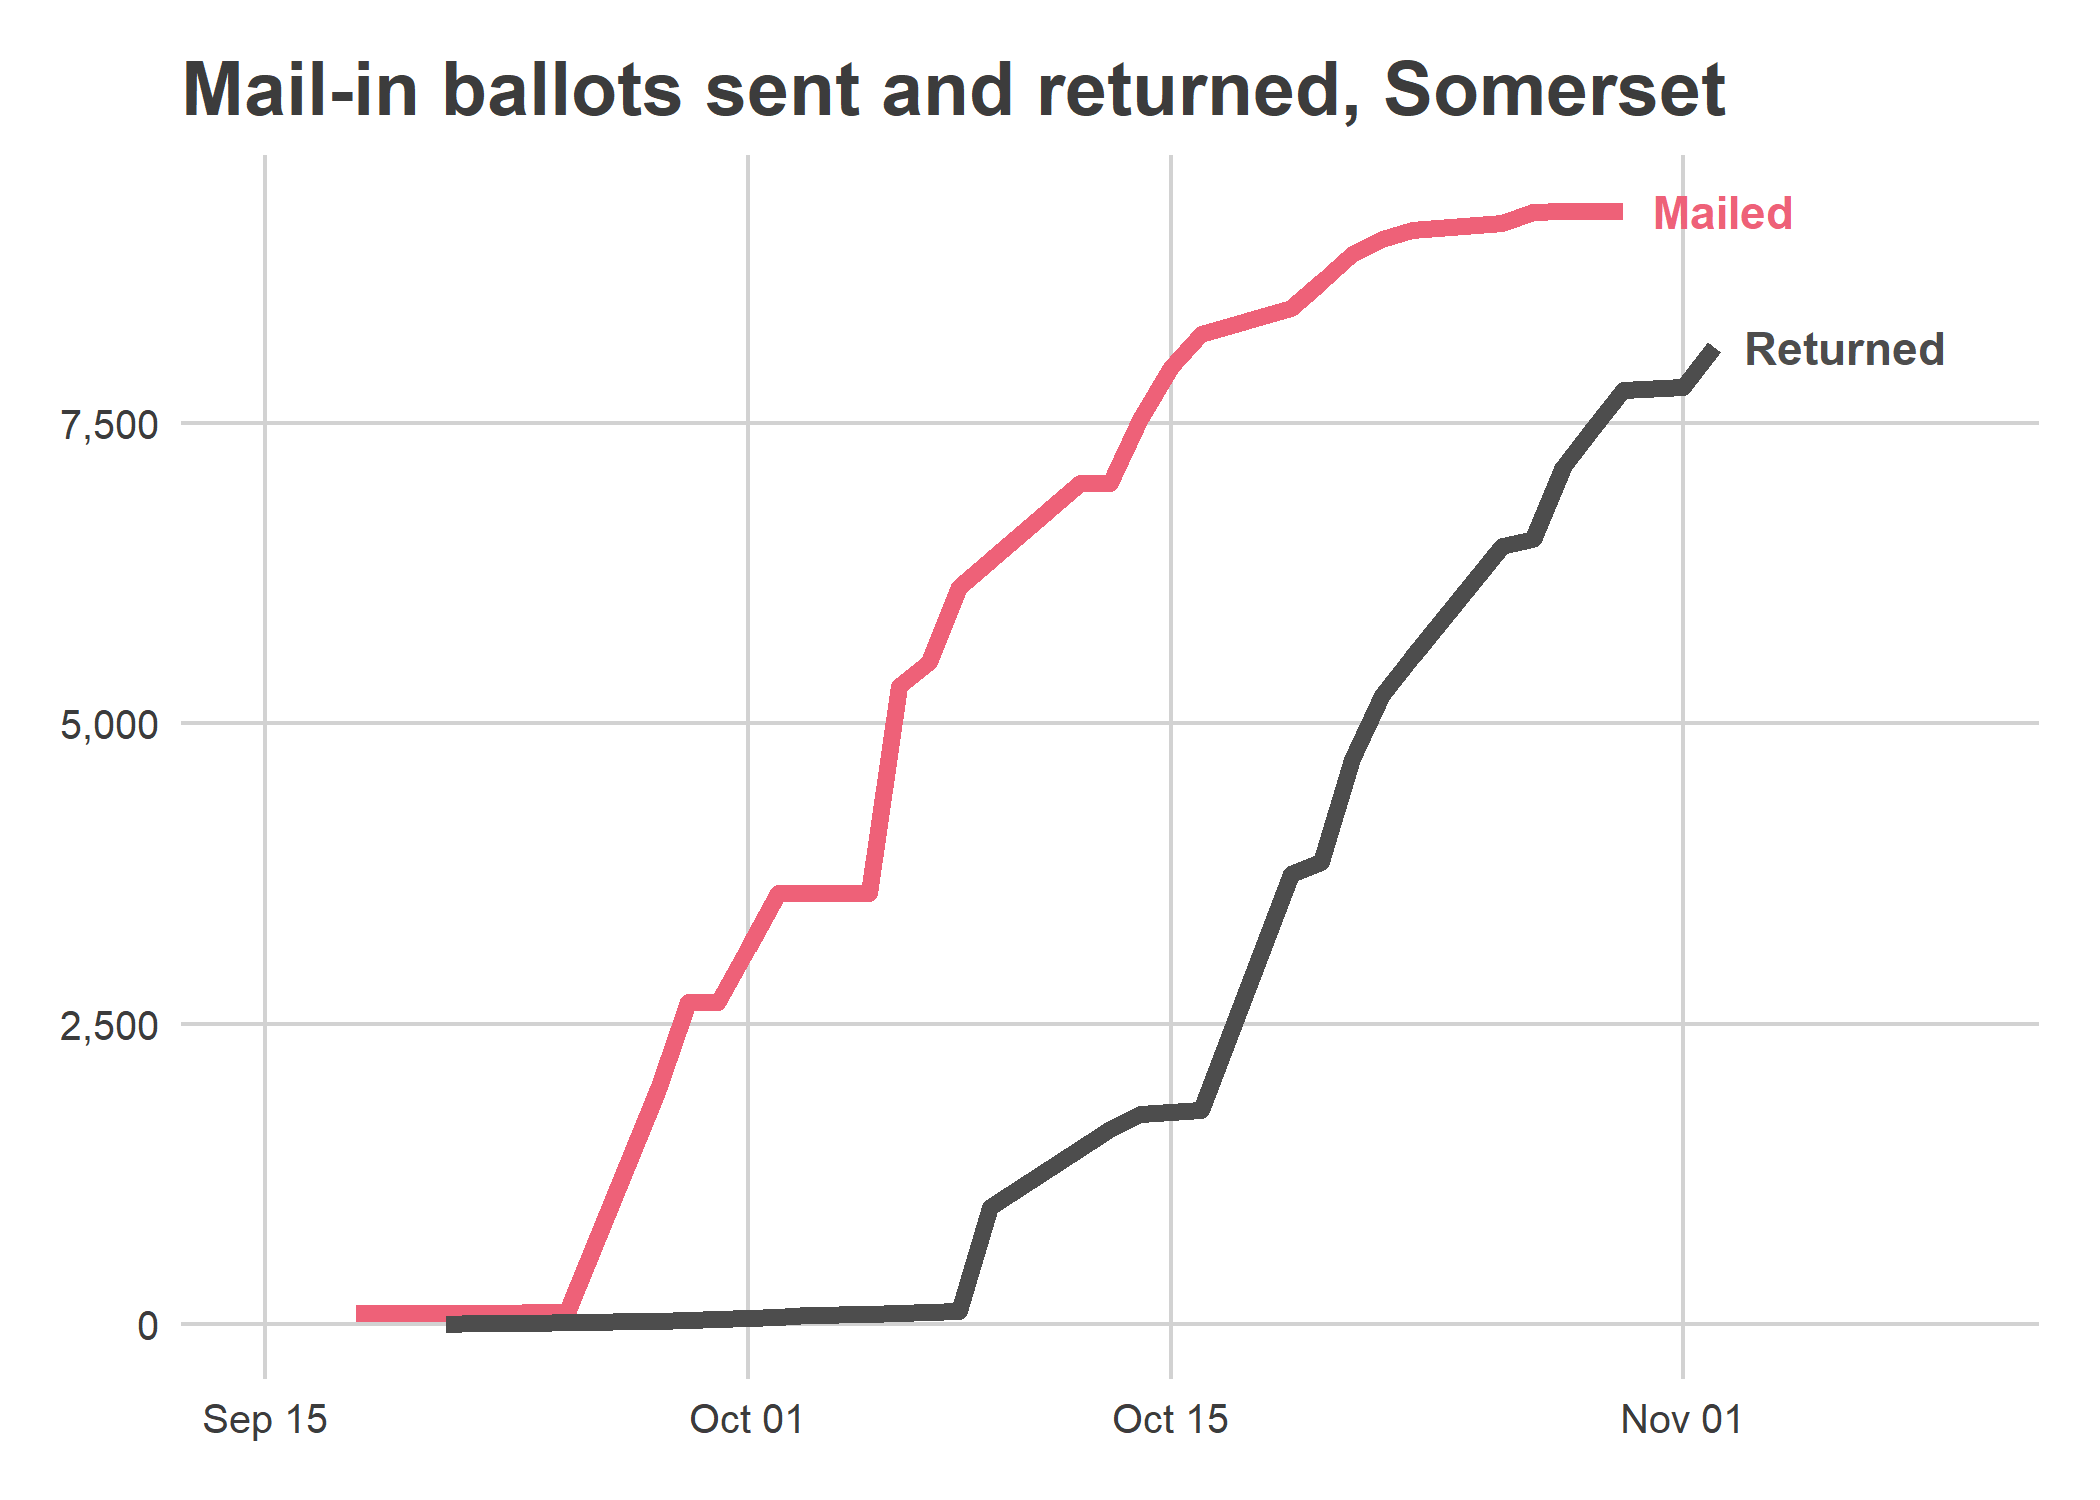 Mail-in ballots sent and returned, Somerset
Mailed
Returned
7,500
5,000
2,500
0
Sep 15
Oct 01
Oct 15
Nov 01